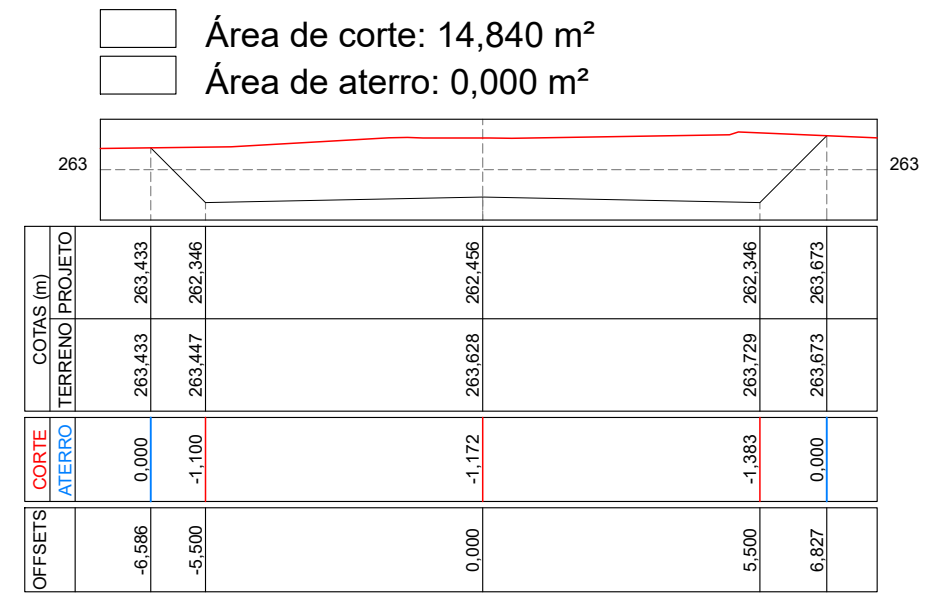 Área de corte: 14,840 m²
Área de aterro: 0,000 m²
263 263
COTAS (m)
PROJETO 263,433 262,346 262,456 262,346 263,673
TERRENO 263,433 263,447 263,628 263,729 263,673
CORTE
ATERRO 0,000 -1,100 -1,172 -1,383 0,000
OFFSETS -6,586 -5,500 0,000 5,500 6,827